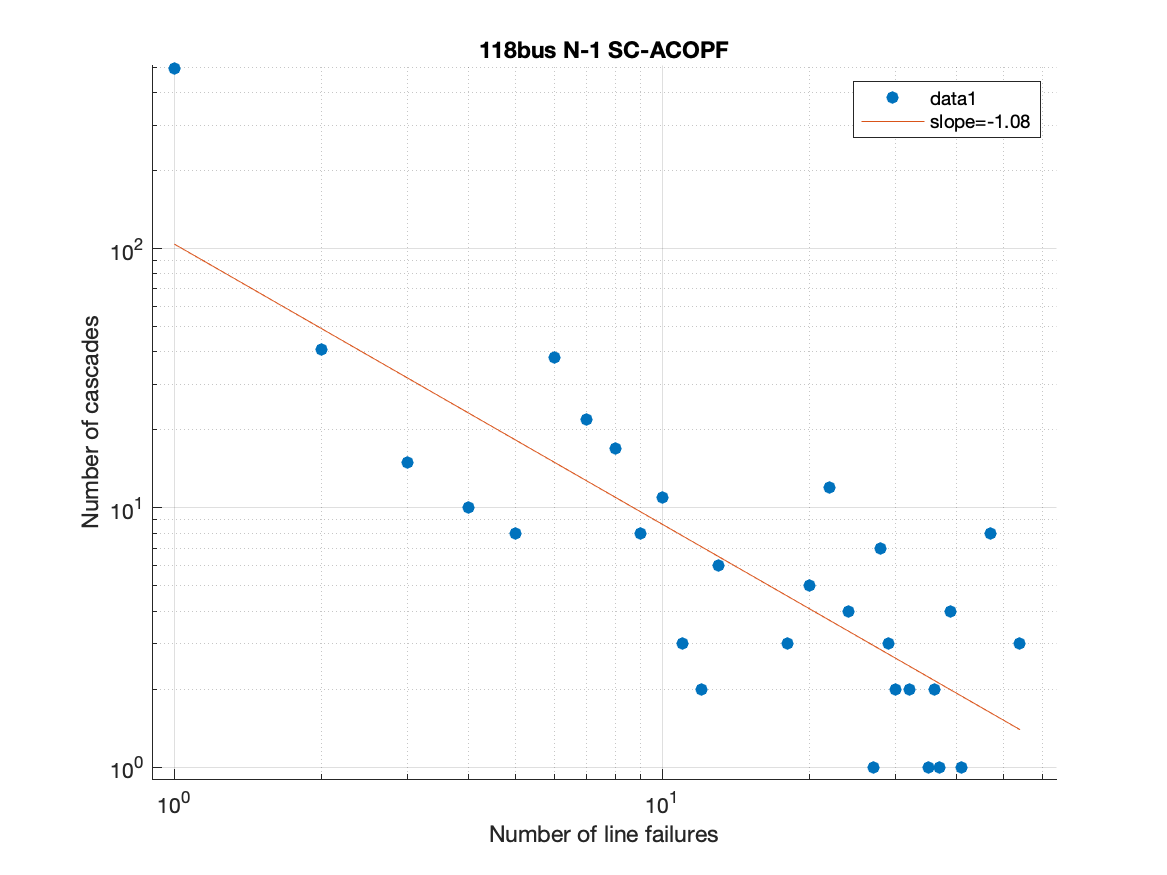 118bus N-1 SC-ACOPF
data1
slope=-1.08
Number of cascades
10²
10¹
10⁰
10⁰
10¹
Number of line failures